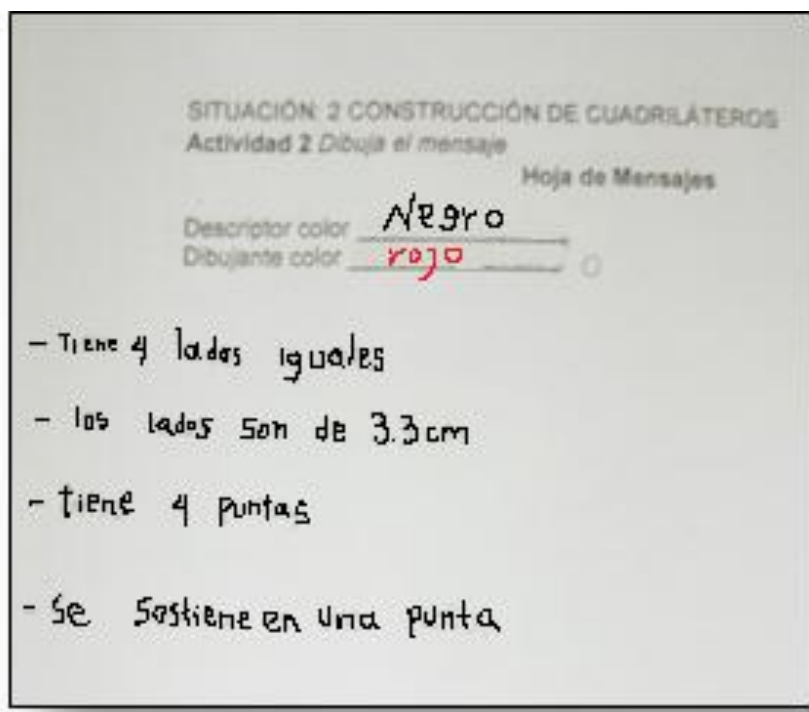 SITUACIÓN: 2 CONSTRUCCIÓN DE CUADRILÁTEROS
Actividad 2 Dibuja el mensaje
Hoja de Mensajes
Descriptor color Negro
Dibujante color rojo
- Tiene 4 lados iguales
- los lados son de 3.3cm
- tiene 4 puntas
- Se sostiene en una punta